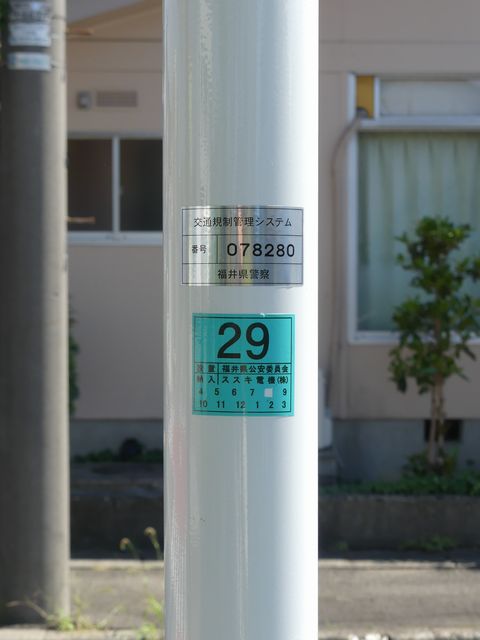 交通規制管理システム
番号 078280
福井県警察
29
設置 福井県公安委員会
納入 スズキ電機(株)
4 5 6 7 9
10 11 12 1 2 3